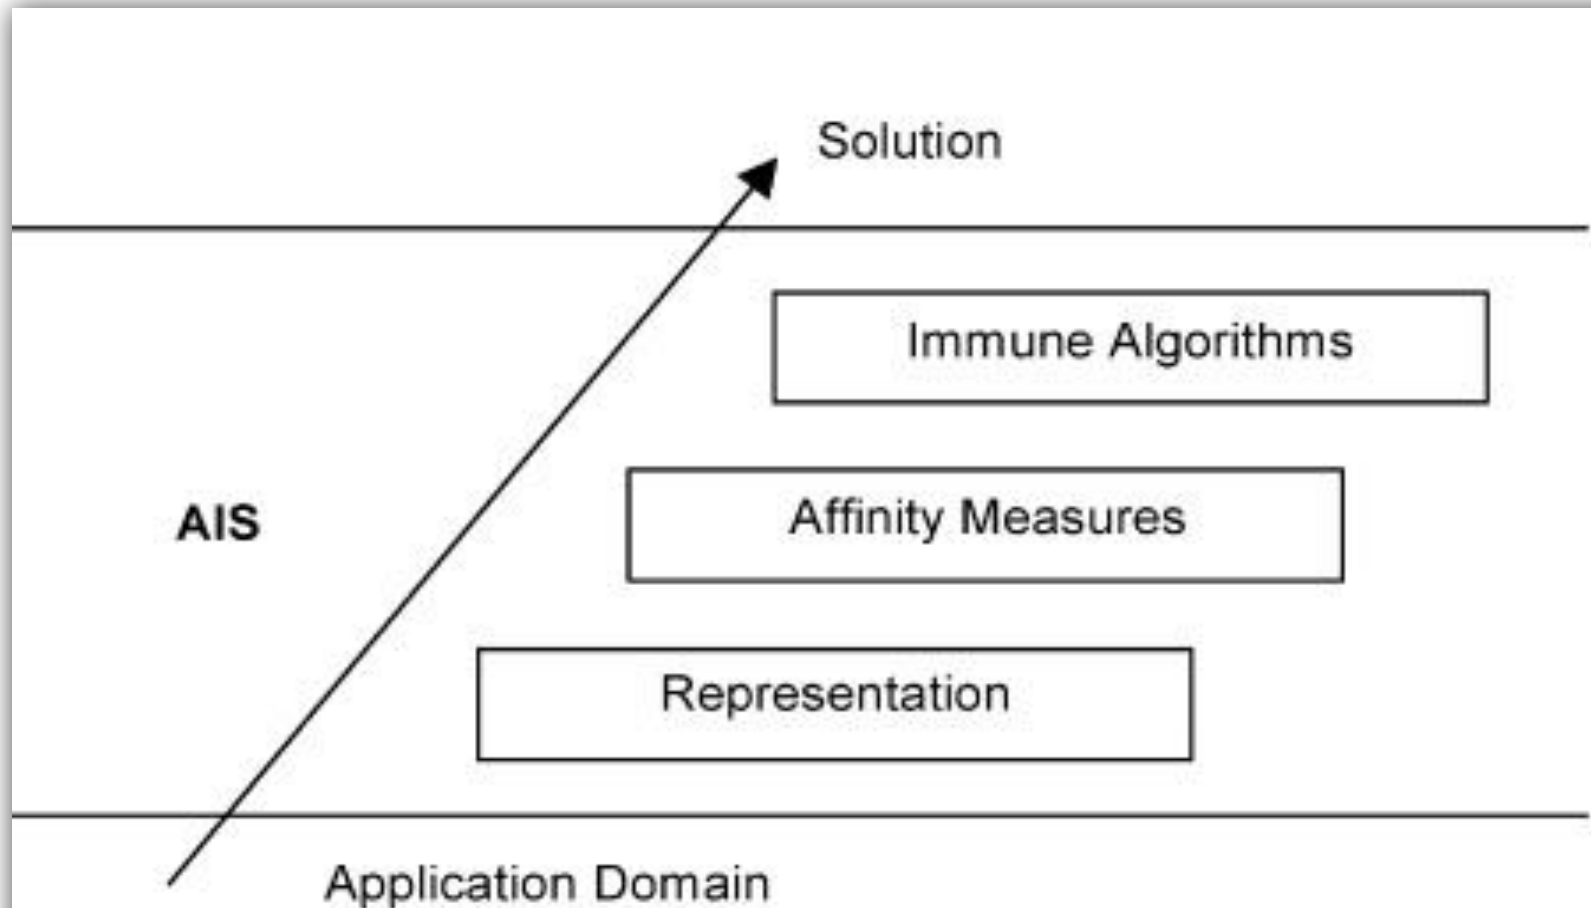 Solution
Immune Algorithms
AIS
Affinity Measures
Representation
Application Domain